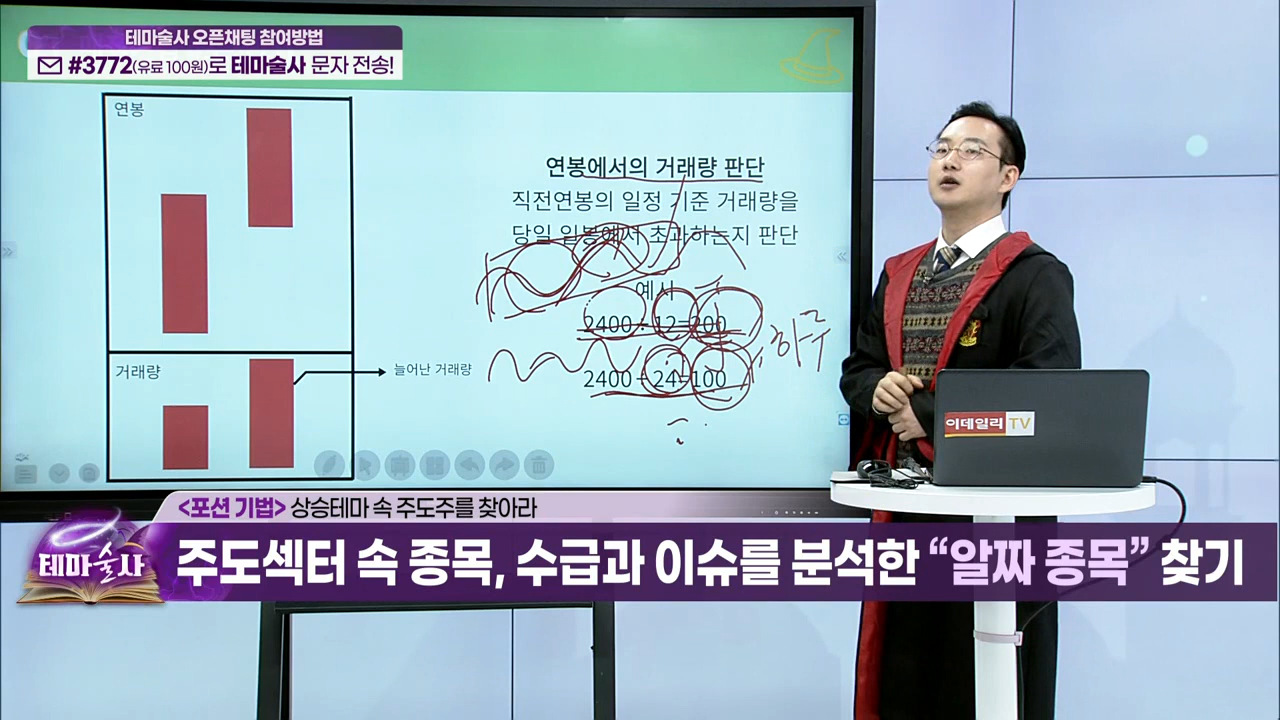 테마술사 오픈채팅 참여방법
#3772(유료 100원)로 테마술사 문자 전송!
연봉
거래량
늘어난 거래량
연봉에서의 거래량 판단
직전연봉의 일정 기준 거래량을
당일 일봉에서 초과하는지 판단
예시
2400 ÷ 12=200
2400 ÷ 24=100
하루
이데일리 TV
<포션 기법> 상승테마 속 주도주를 찾아라
테마술사
주도섹터 속 종목, 수급과 이슈를 분석한 “알짜 종목” 찾기